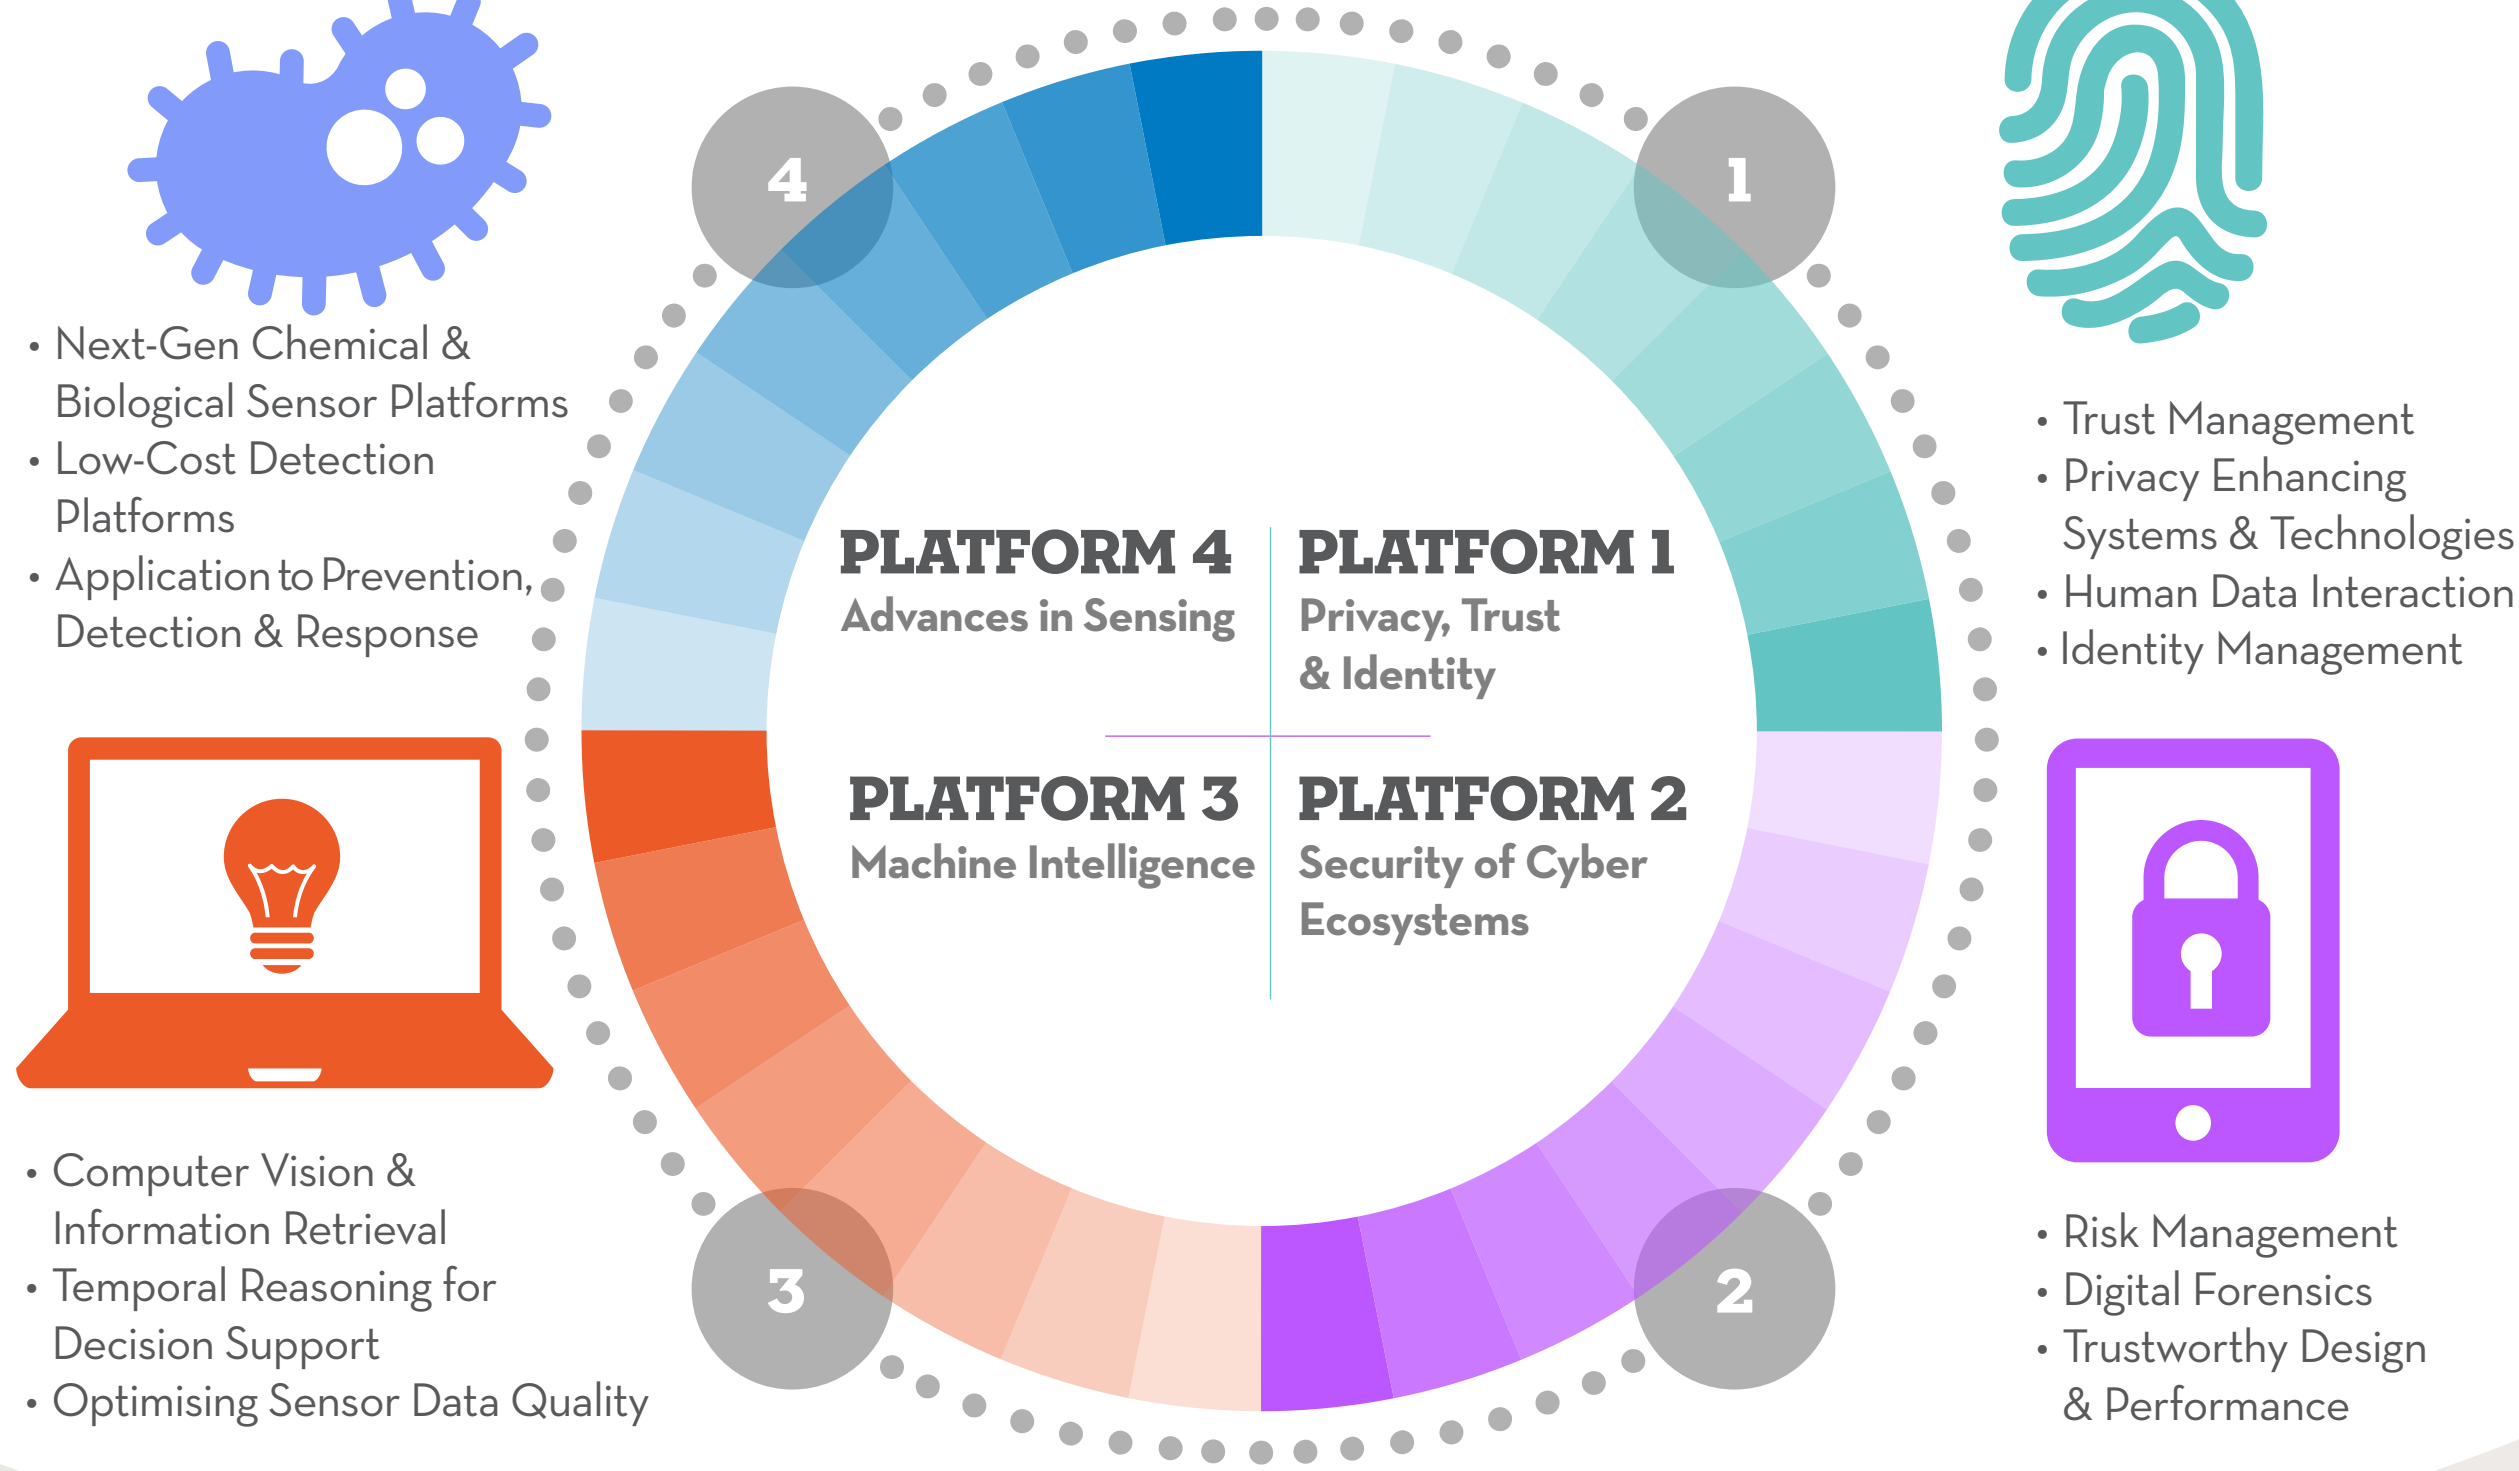 4
1
• Next-Gen Chemical &
Biological Sensor Platforms
• Low-Cost Detection
Platforms
• Application to Prevention,
Detection & Response
• Trust Management
• Privacy Enhancing
Systems & Technologies
• Human Data Interaction
• Identity Management
PLATFORM 4
Advances in Sensing
PLATFORM 1
Privacy, Trust
& Identity
PLATFORM 3
Machine Intelligence
PLATFORM 2
Security of Cyber
Ecosystems
3
2
• Computer Vision &
Information Retrieval
• Temporal Reasoning for
Decision Support
• Optimising Sensor Data Quality
• Risk Management
• Digital Forensics
• Trustworthy Design
& Performance